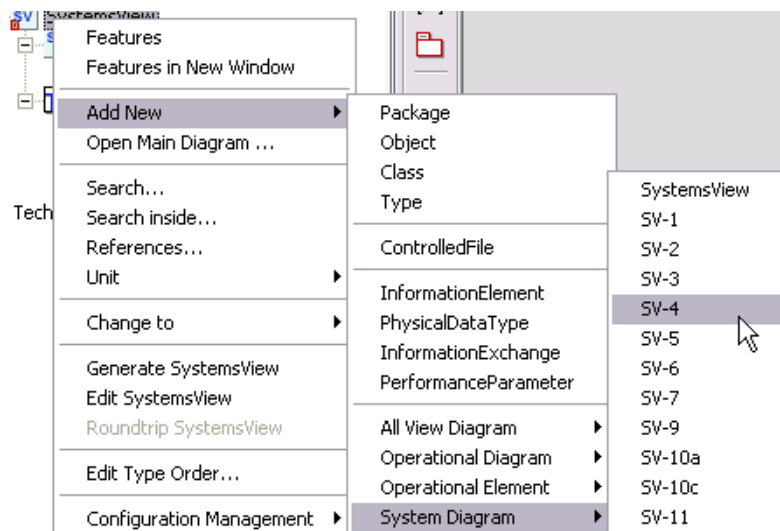 SV SystemsView
Features
Features in New Window
Add New
Open Main Diagram ...
Search...
Search inside...
References...
Unit
Change to
Generate SystemsView
Edit SystemsView
Roundtrip SystemsView
Edit Type Order...
Configuration Management
Tech
Package
Object
Class
Type
ControlledFile
InformationElement
PhysicalDataType
InformationExchange
PerformanceParameter
All View Diagram
Operational Diagram
Operational Element
System Diagram
SystemsView
SV-1
SV-2
SV-3
SV-4
SV-5
SV-6
SV-7
SV-9
SV-10a
SV-10c
SV-11